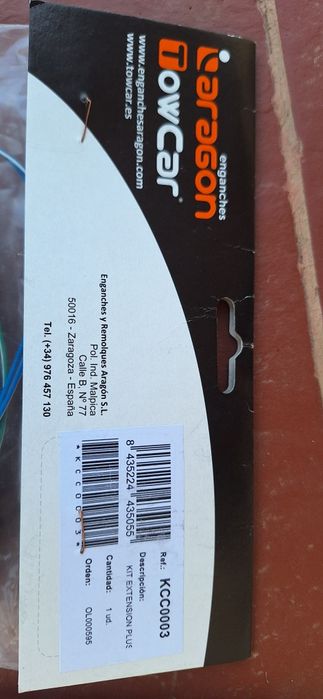 enganches
aragon
TowCar®
www.enganchesaragon.com
www.towcar.es
Enganches y Remolques Aragón S.L.
Pol. Ind. Malpica
Calle B, Nº 77
50016 - Zaragoza - España
Tel. (+34) 976 457 130
Ref.: KCC0003
Descripción: KIT EXTENSION PLUS
8 435224 435055
Cantidad: 1 ud.
*KCC0003*
Orden: OL000595